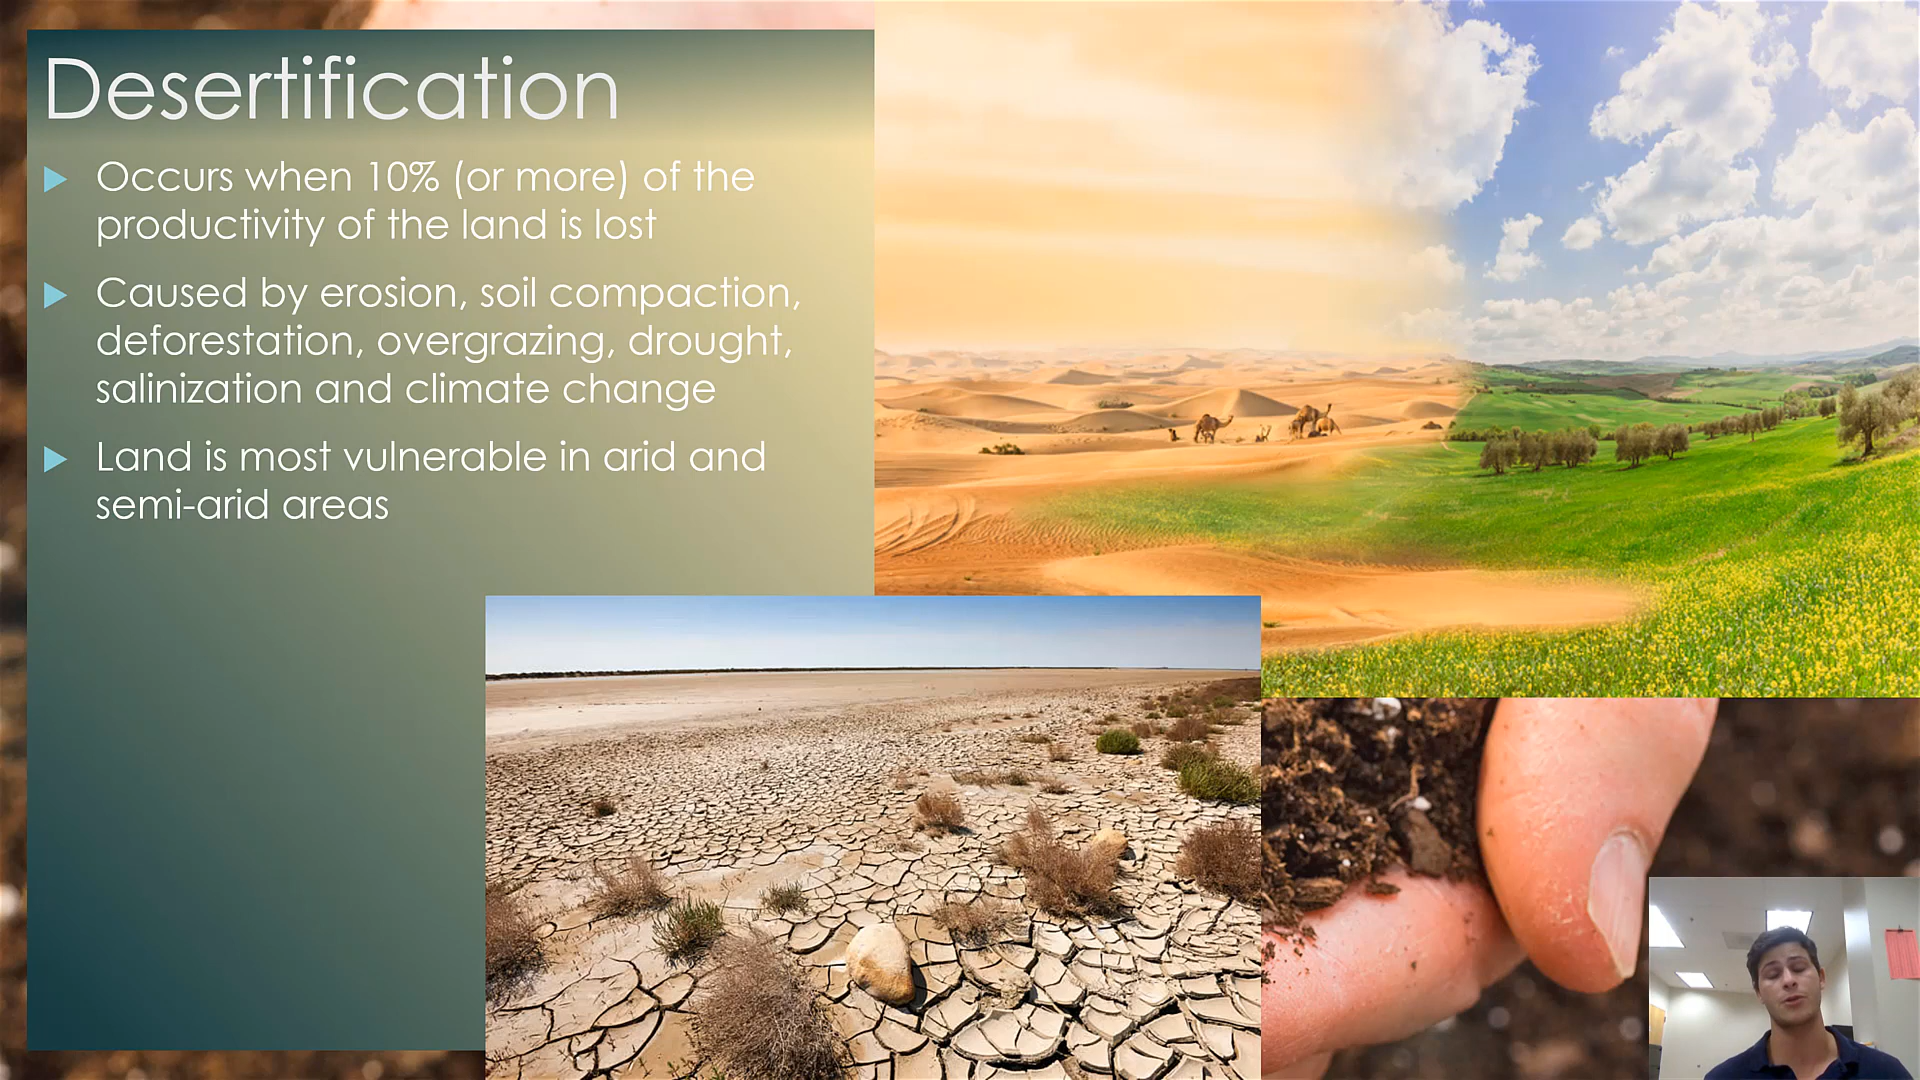 Desertification
Occurs when 10% (or more) of the
productivity of the land is lost
Caused by erosion, soil compaction,
deforestation, overgrazing, drought,
salinization and climate change
Land is most vulnerable in arid and
semi-arid areas